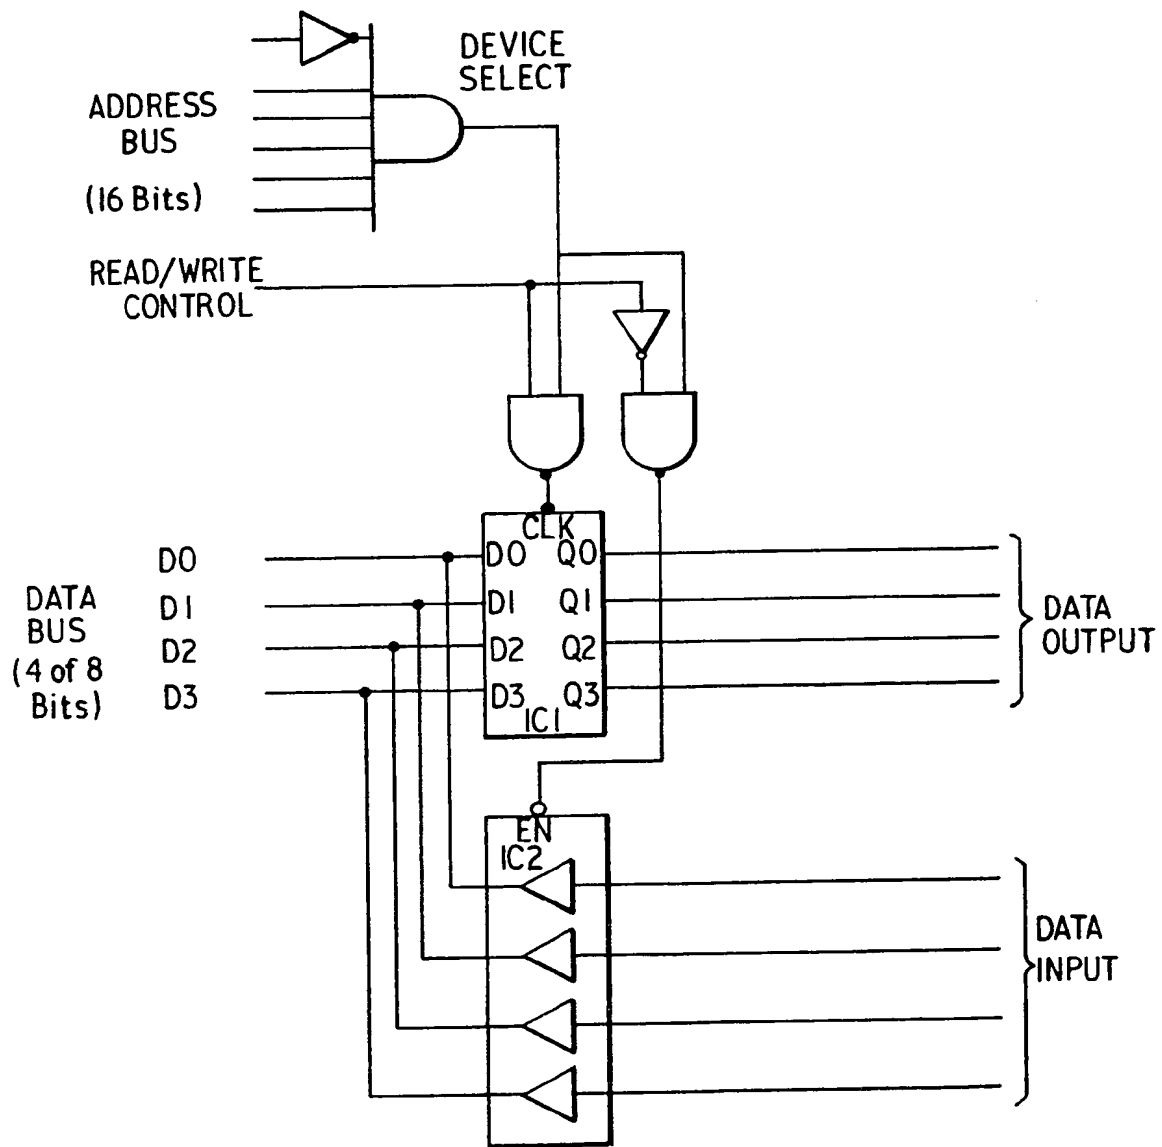 DEVICE
SELECT
ADDRESS
BUS
(16 Bits)
READ/WRITE
CONTROL
CLK
D0
D0
Q0
DATA
BUS
(4 of 8
Bits)
D1
D1
Q1
D2
D2
Q2
D3
D3
Q3
IC1
DATA
OUTPUT
EN
IC2
DATA
INPUT